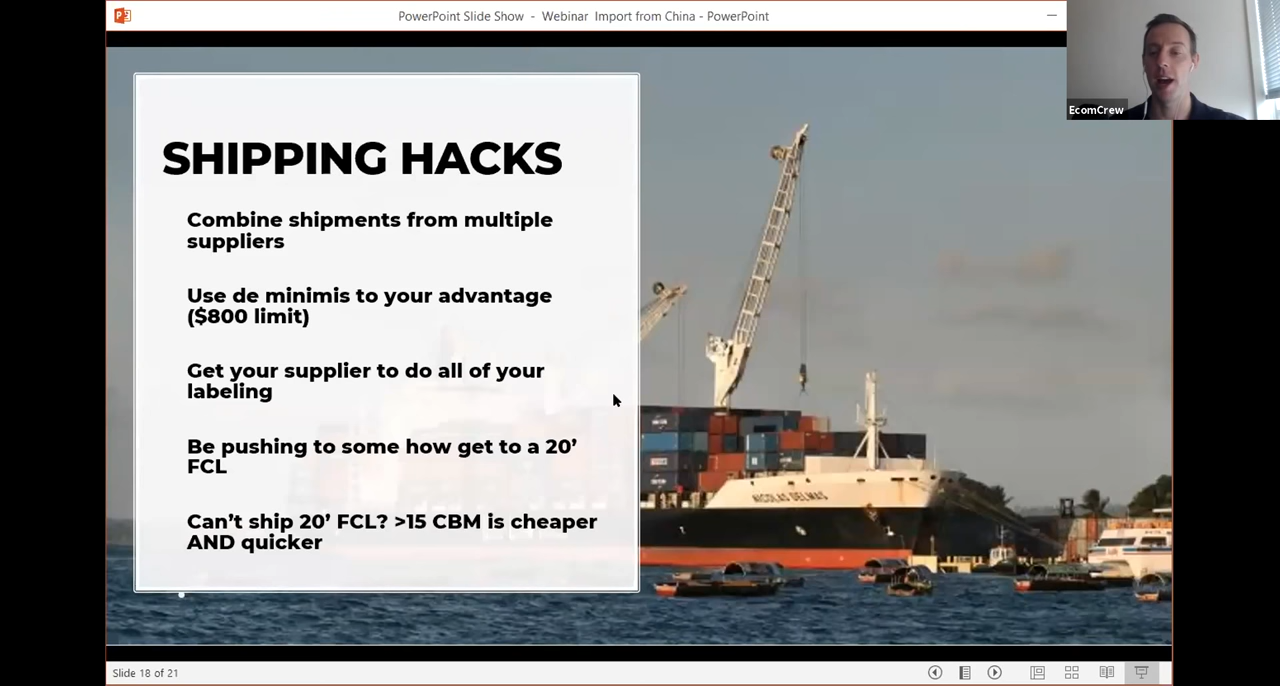 PowerPoint Slide Show - Webinar Import from China - PowerPoint
EcomCrew
SHIPPING HACKS
Combine shipments from multiple
suppliers
Use de minimis to your advantage
($800 limit)
Get your supplier to do all of your
labeling
Be pushing to some how get to a 20’
FCL
Can’t ship 20’ FCL? >15 CBM is cheaper
AND quicker
NICOLAS DELMAS
Slide 18 of 21